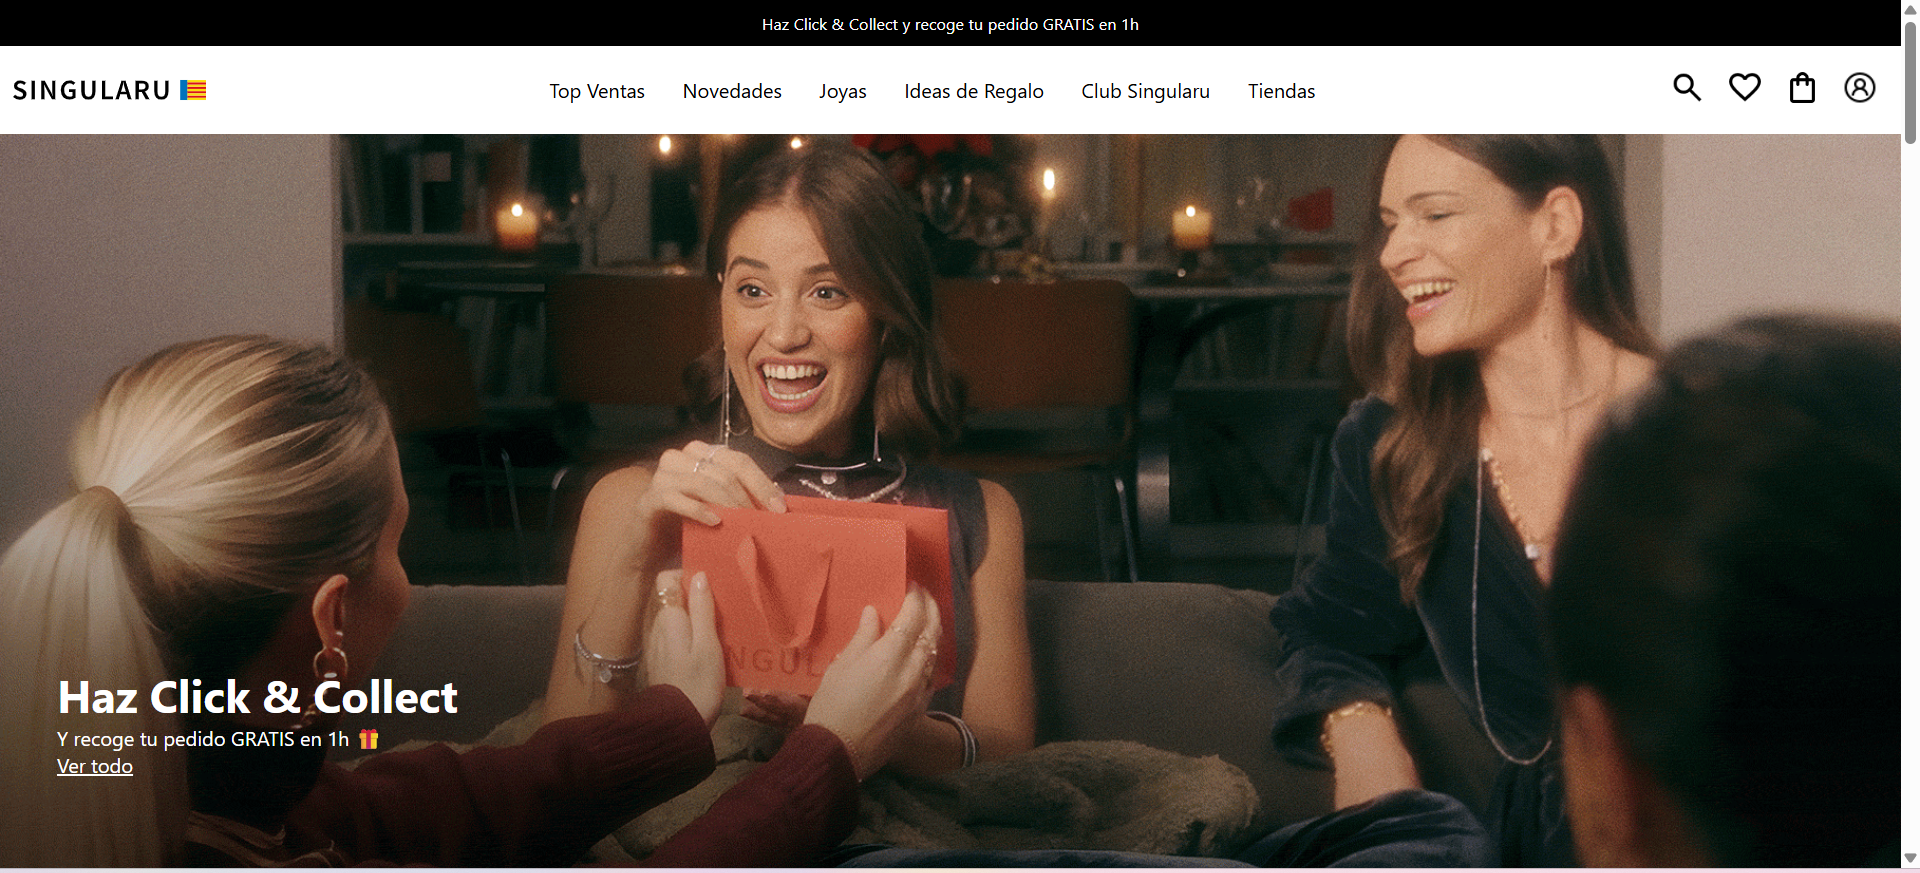 Haz Click & Collect y recoge tu pedido GRATIS en 1h
SINGULARU
Top Ventas
Novedades
Joyas
Ideas de Regalo
Club Singularu
Tiendas
Haz Click & Collect
Y recoge tu pedido GRATIS en 1h
Ver todo